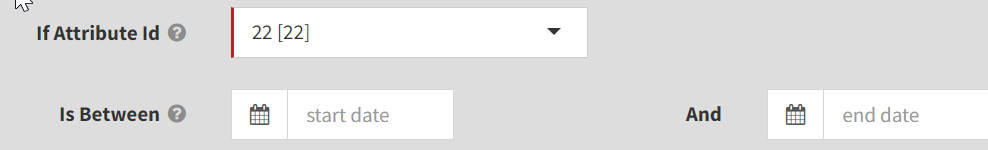 If Attribute Id ? 22 [22]
Is Between ? start date And end date